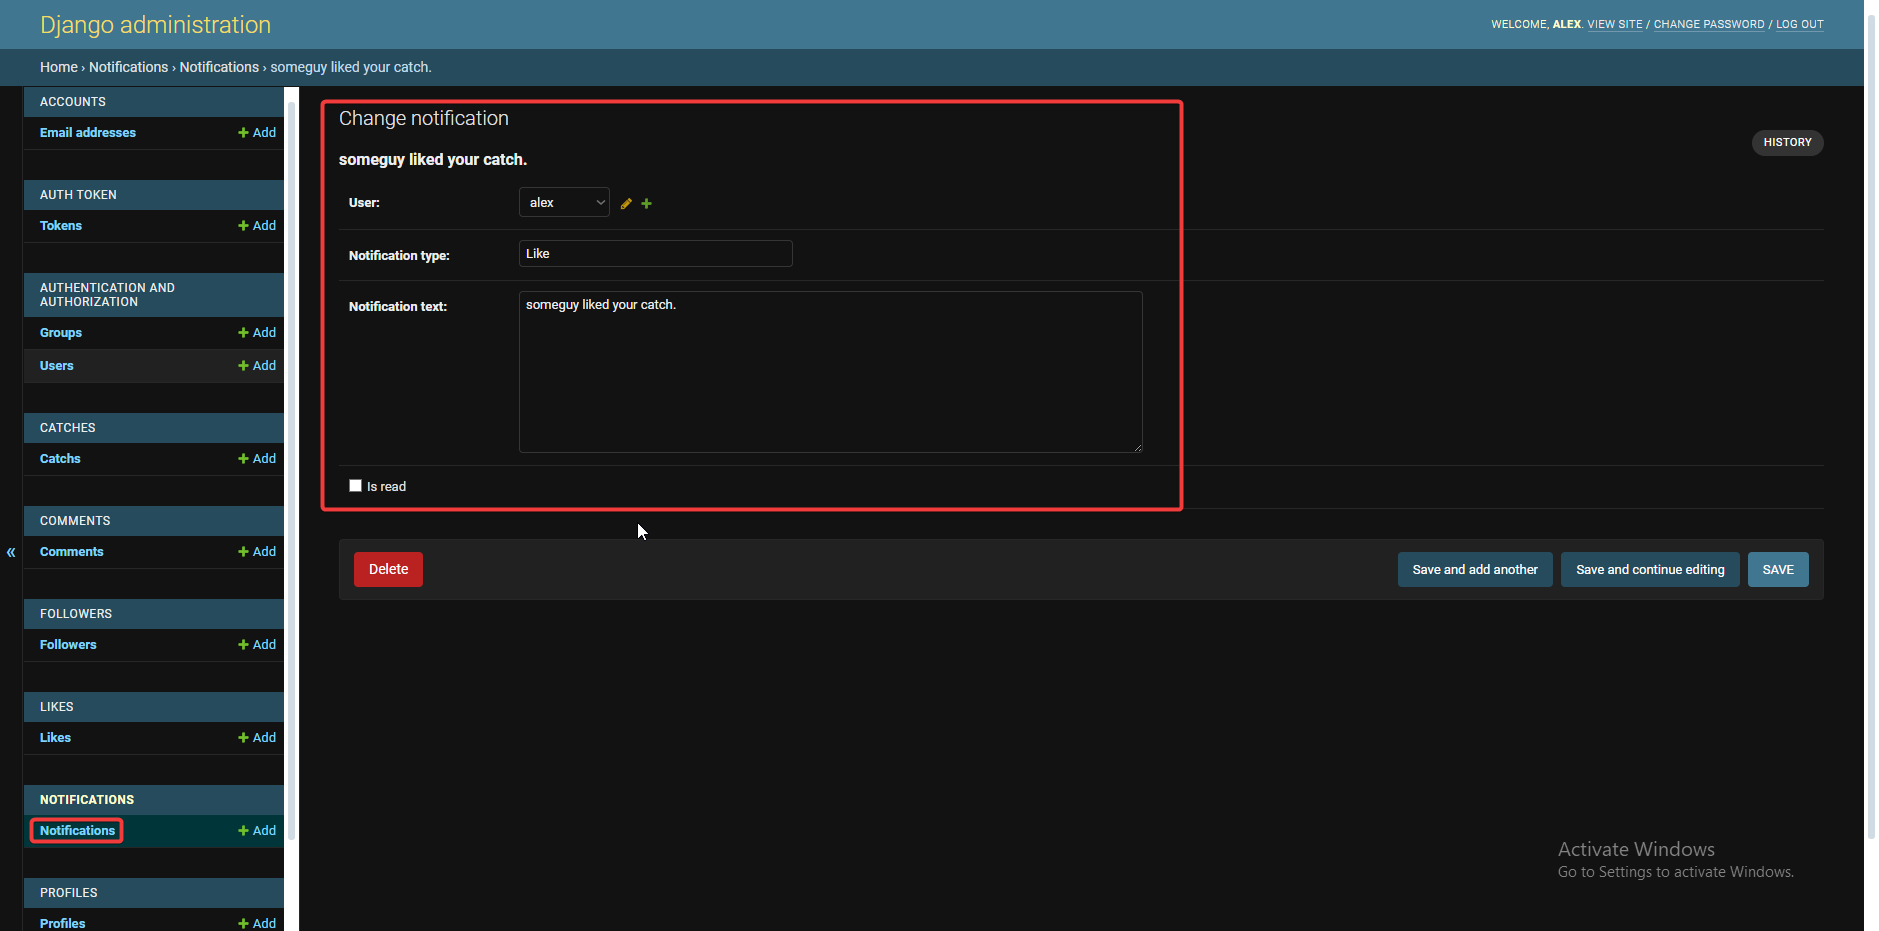 Django administration
WELCOME, ALEX. VIEW SITE / CHANGE PASSWORD / LOG OUT
Home › Notifications › Notifications › someguy liked your catch.
ACCOUNTS
Email addresses + Add
AUTH TOKEN
Tokens + Add
AUTHENTICATION AND
AUTHORIZATION
Groups + Add
Users + Add
CATCHES
Catchs + Add
COMMENTS
Comments + Add
«
FOLLOWERS
Followers + Add
LIKES
Likes + Add
NOTIFICATIONS
Notifications + Add
PROFILES
Profiles + Add
Change notification
HISTORY
someguy liked your catch.
User: alex
Notification type: Like
Notification text: someguy liked your catch.
Is read
Delete
Save and add another
Save and continue editing
SAVE
Activate Windows
Go to Settings to activate Windows.